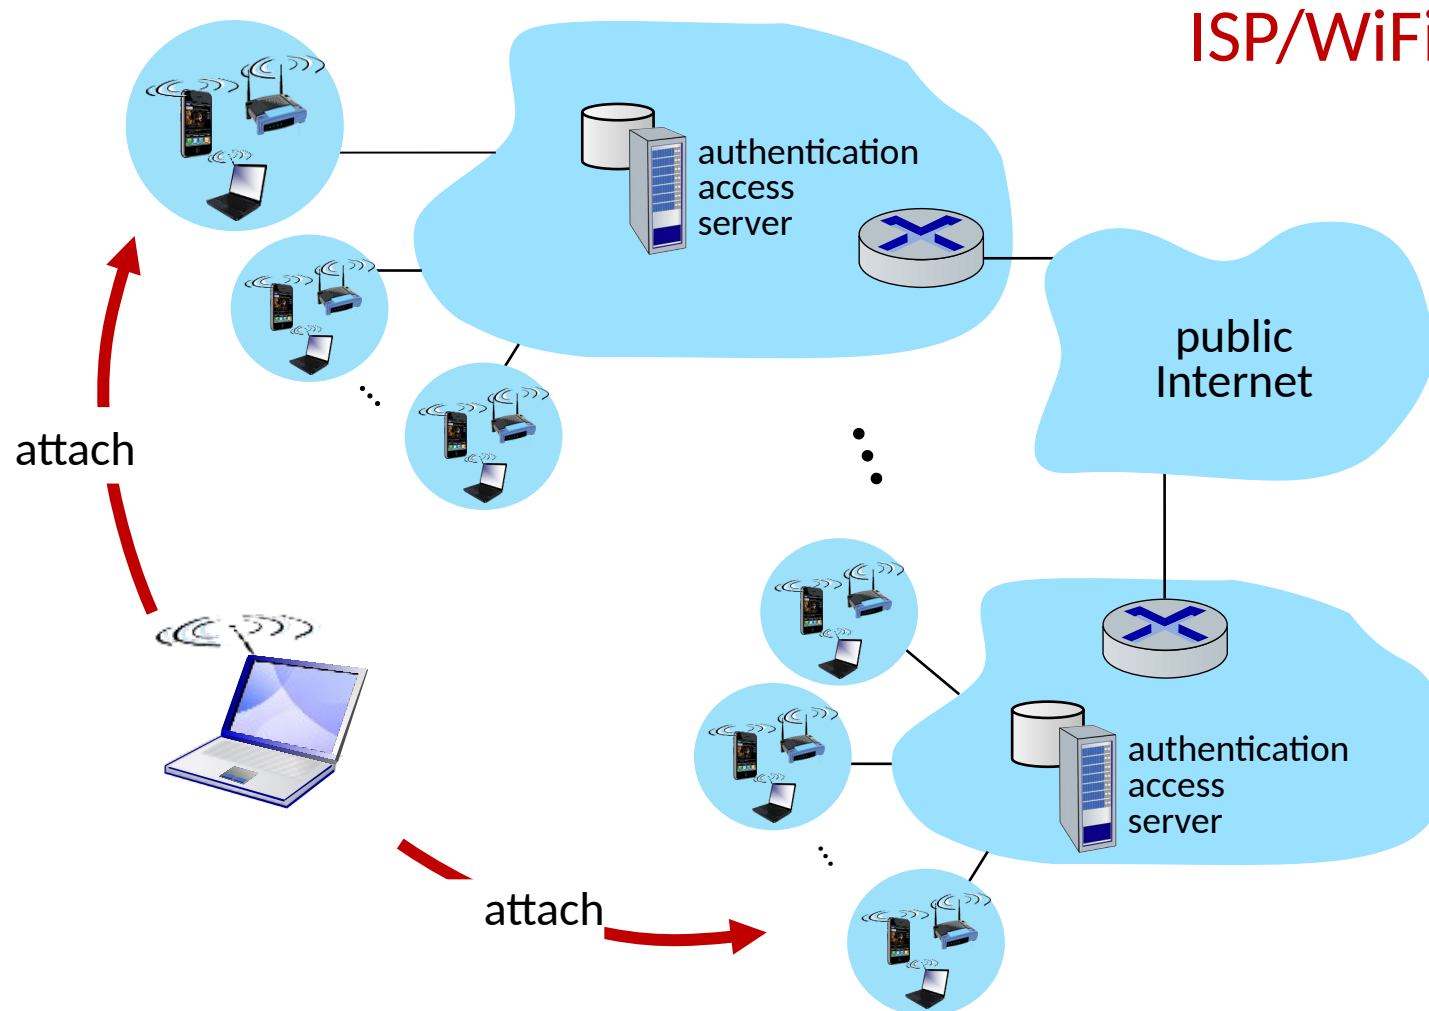 ISP/WiFi
authentication
access
server
public
Internet
attach
authentication
access
server
attach